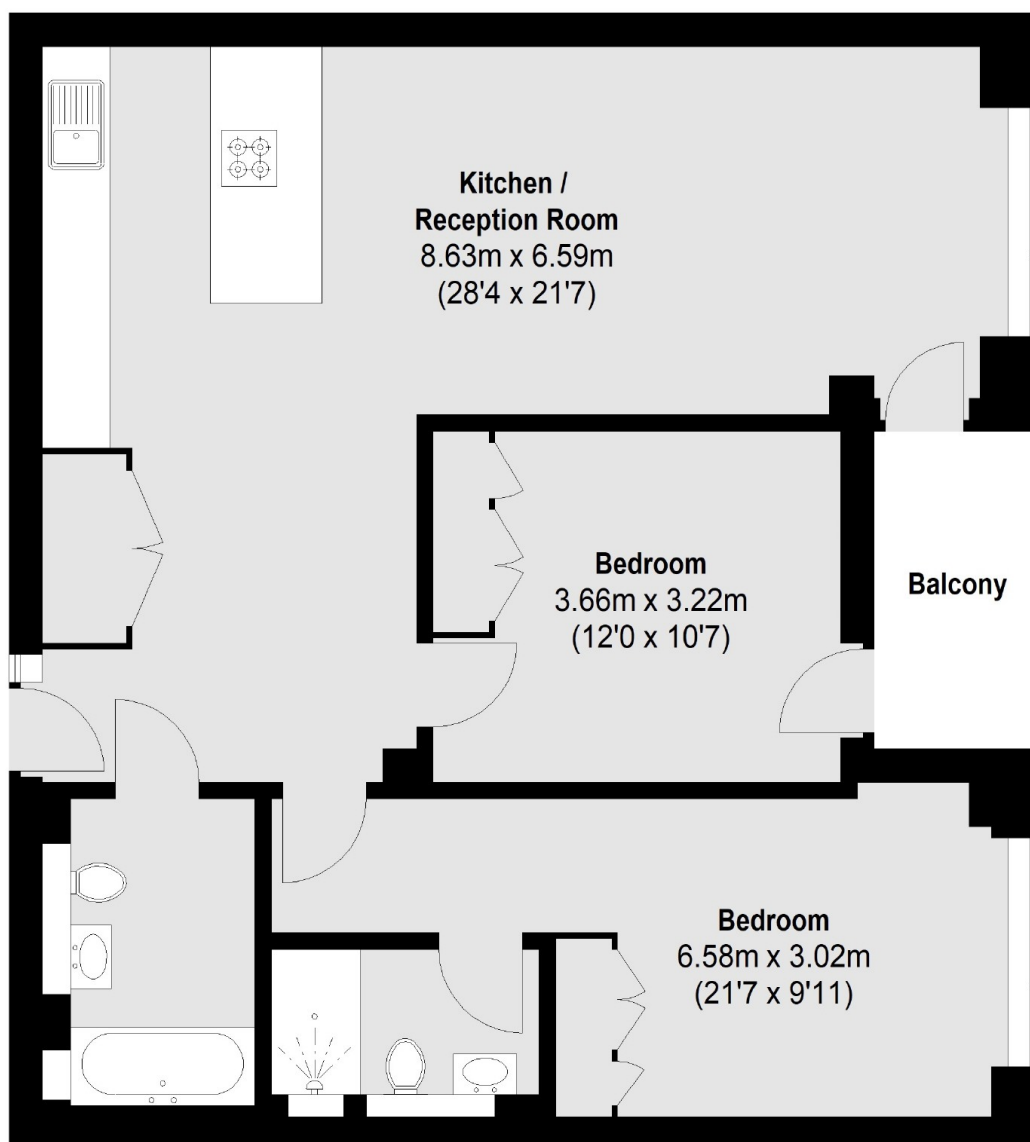 Kitchen /
Reception Room
8.63m x 6.59m
(28'4 x 21'7)
Bedroom
3.66m x 3.22m
(12'0 x 10'7)
Balcony
Bedroom
6.58m x 3.02m
(21'7 x 9'11)